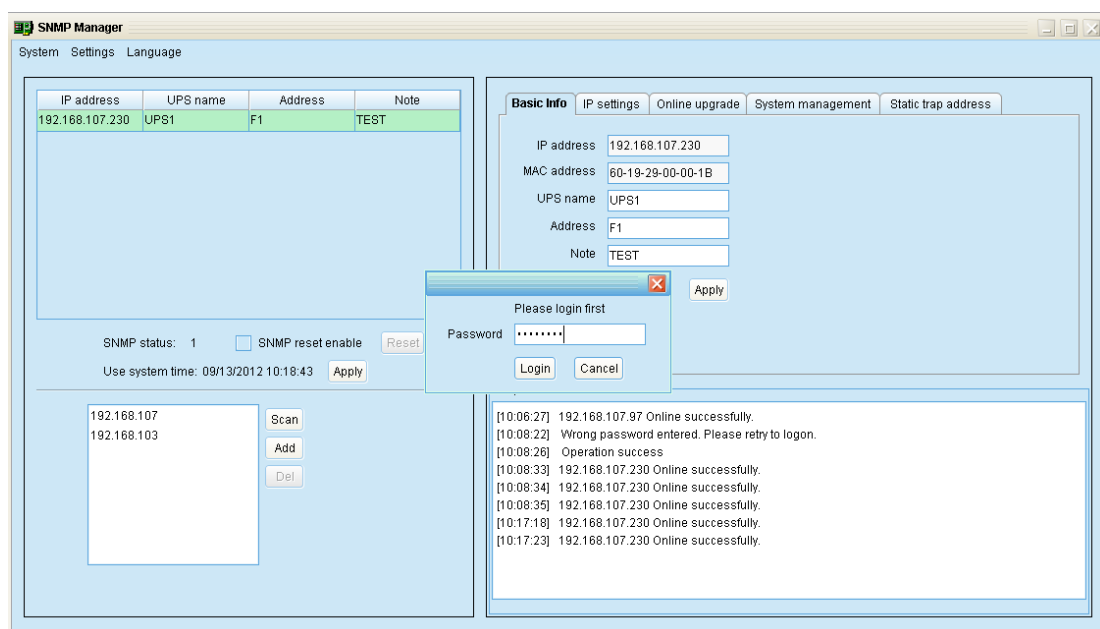 SNMP Manager
System Settings Language
IP address UPS name Address Note
192.168.107.230 UPS1 F1 TEST
SNMP status: 1 SNMP reset enable Reset
Use system time: 09/13/2012 10:18:43 Apply
192.168.107
192.168.103
Scan
Add
Del
Basic Info IP settings Online upgrade System management Static trap address
IP address 192.168.107.230
MAC address 60-19-29-00-00-1B
UPS name UPS1
Address F1
Note TEST
Apply
Please login first
Password ········
Login Cancel
[10:06:27] 192.168.107.97 Online successfully.
[10:08:22] Wrong password entered. Please retry to logon.
[10:08:26] Operation success
[10:08:33] 192.168.107.230 Online successfully.
[10:08:34] 192.168.107.230 Online successfully.
[10:08:35] 192.168.107.230 Online successfully.
[10:17:18] 192.168.107.230 Online successfully.
[10:17:23] 192.168.107.230 Online successfully.